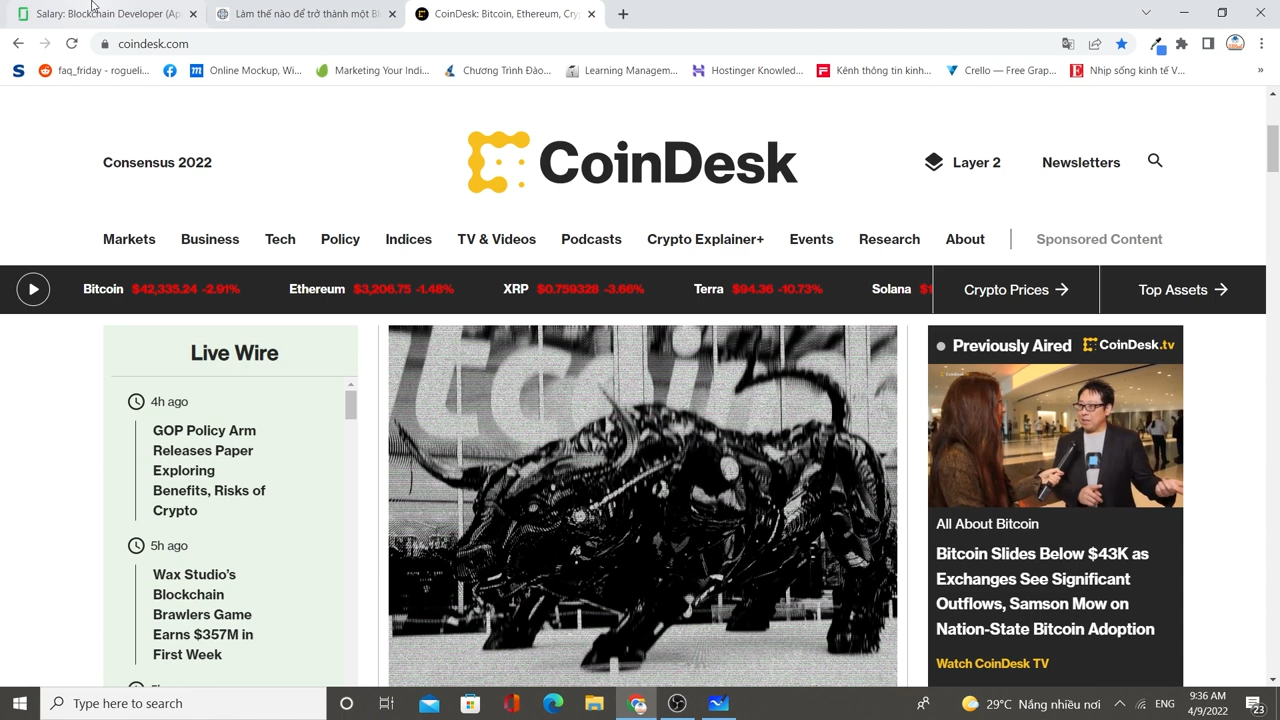 Salary: Blockchain Developer (Ap
Làm thế nào để trở thành một Bl
CoinDesk: Bitcoin, Ethereum, Cry
coindesk.com
faq_friday - rogueli...
Online Mockup, Wi...
Marketing Your Indi...
Chương Trình Đào...
Learning Managem...
Hostinger Knowled...
Kênh thông tin kinh...
Crello — Free Grap...
Nhịp sống kinh tế V...
Consensus 2022
CoinDesk
Layer 2
Newsletters
Markets
Business
Tech
Policy
Indices
TV & Videos
Podcasts
Crypto Explainer+
Events
Research
About
Sponsored Content
Bitcoin $42,335.24 -2.91%
Ethereum $3,206.75 -1.48%
XRP $0.759328 -3.66%
Terra $94.36 -10.73%
Solana $1
Crypto Prices →
Top Assets →
Live Wire
4h ago
GOP Policy Arm
Releases Paper
Exploring
Benefits, Risks of
Crypto
5h ago
Wax Studio’s
Blockchain
Brawlers Game
Earns $357M in
First Week
Previously Aired
CoinDesk.tv
All About Bitcoin
Bitcoin Slides Below $43K as
Exchanges See Significant
Outflows, Samson Mow on
Nation-State Bitcoin Adoption
Watch CoinDesk TV
Type here to search
29°C Nắng nhiều nơi
ENG
9:36 AM
4/9/2022
23